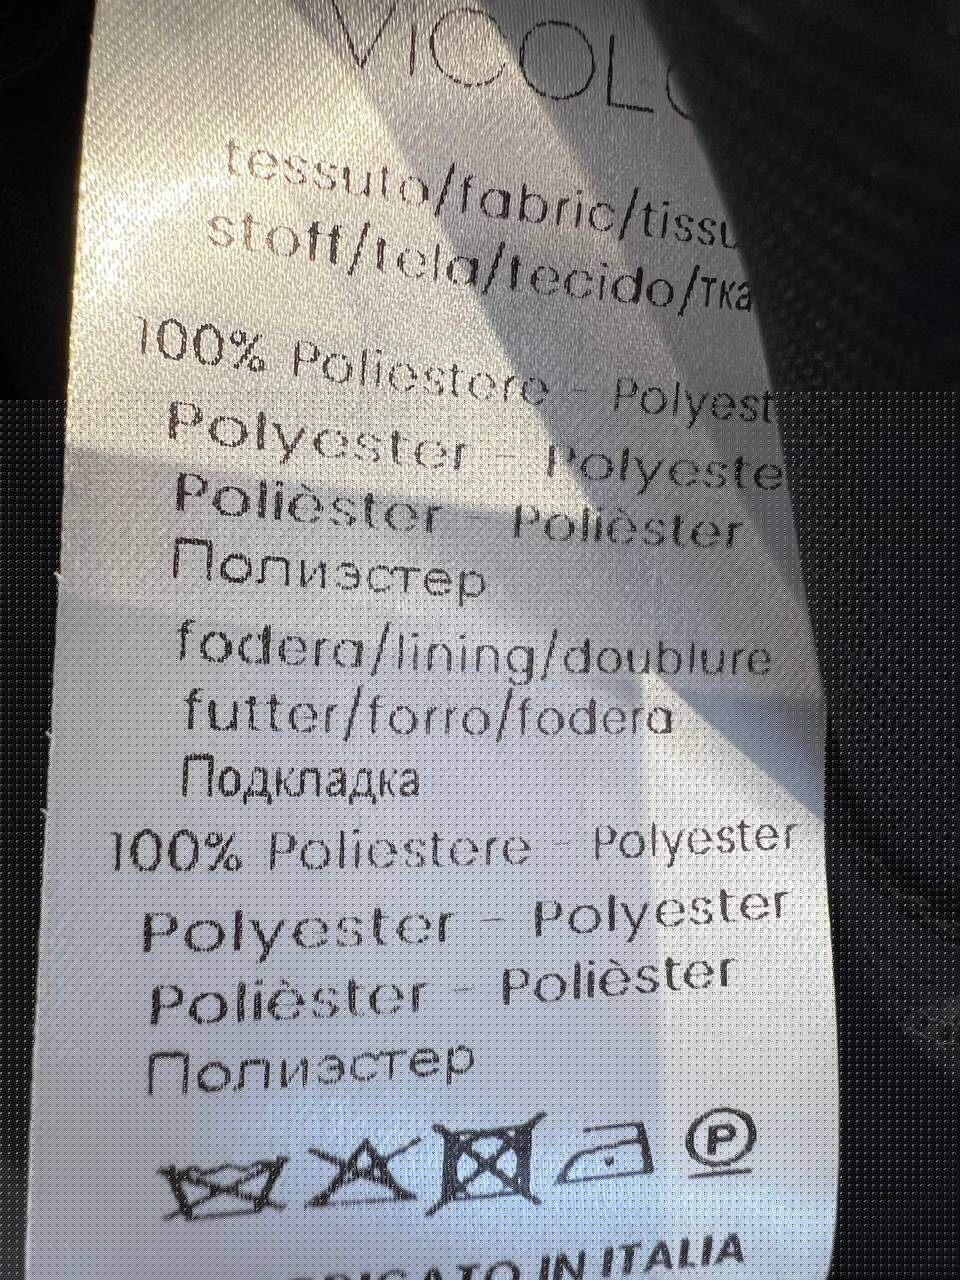 VICOLO
tessuto/fabric/tissu
stoff/tela/tecido/тка
100% Poliestere - Polyest
Polyester - Polyeste
Polièster - Polièster
Полиэстер
fodera/lining/doublure
futter/forro/fodera
Подкладка
100% Poliestere - Polyester
Polyester - Polyester
Polièster - Polièster
Полиэстер
P
IN ITALIA